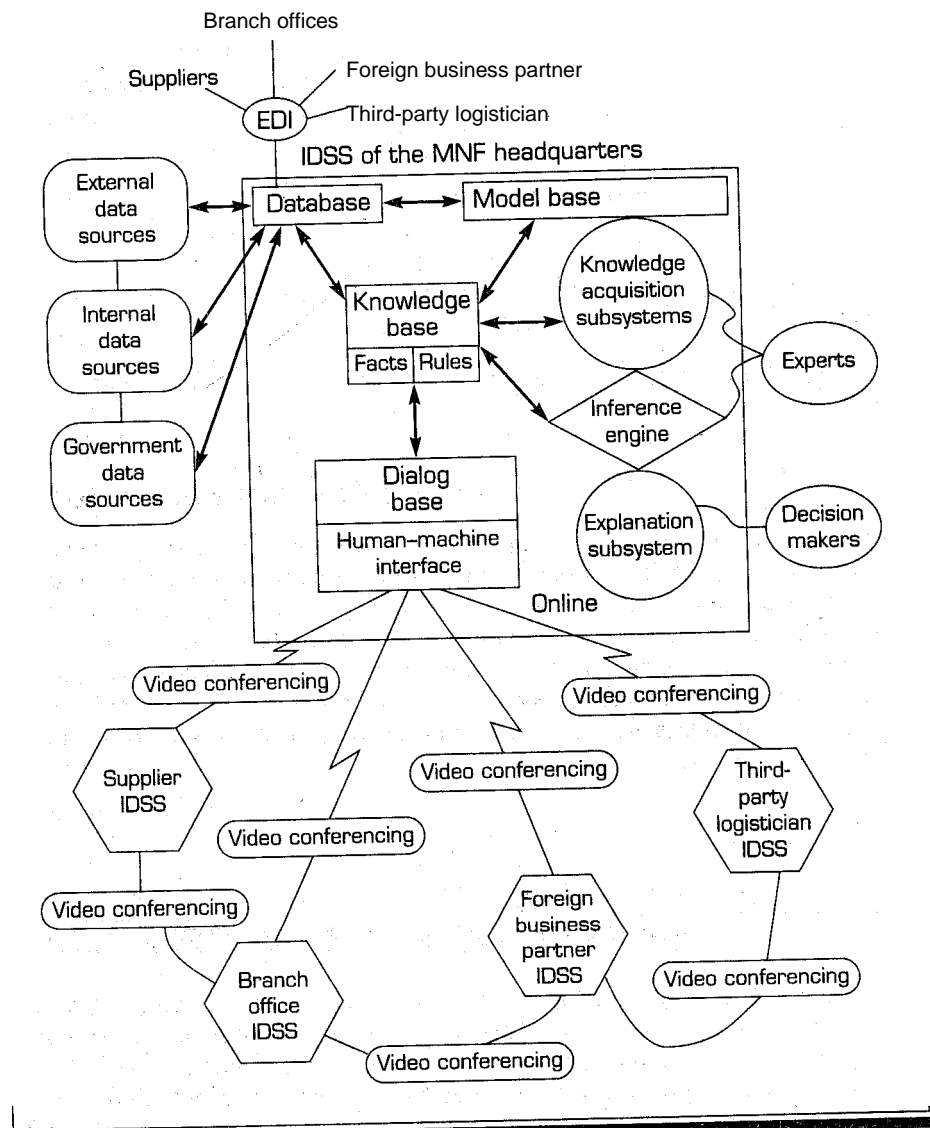 Branch offices
Foreign business partner
Suppliers
Third-party logistician
EDI
IDSS of the MNF headquarters
External
data
sources
Database
Model base
Knowledge
acquisition
subsystems
Internal
data
sources
Knowledge
base
Facts
Rules
Experts
Inference
engine
Government
data
sources
Dialog
base
Human–machine
interface
Explanation
subsystem
Decision
makers
Online
Video conferencing
Video conferencing
Video conferencing
Video conferencing
Supplier
IDSS
Third-
party
logistician
IDSS
Video conferencing
Foreign
business
partner
IDSS
Branch
office
IDSS
Video conferencing
Video conferencing